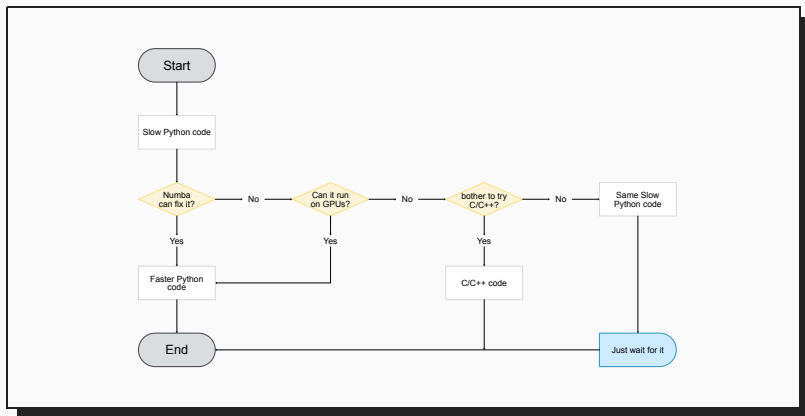 Start
Slow Python code
Numba
can fix it?
No
Can it run
on GPUs?
No
bother to try
C/C++?
No
Same Slow
Python code
Yes
Yes
Yes
Faster Python
code
C/C++ code
End
Just wait for it